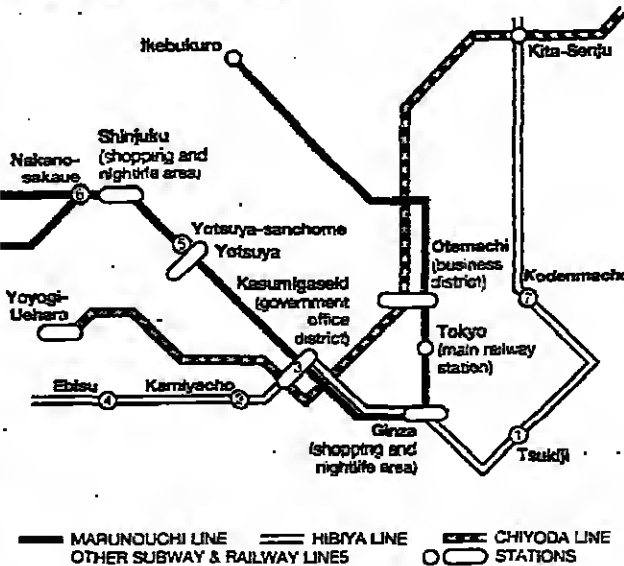 Ikebukuro
Kita-Senju
Shinjuku
(shopping and
nightlife area)
Nakano-
sakaue
6
Yotsuya-sanchome
5
Yotsuya
Otemachi
(business
district)
Kasumigaseki
(government
office
district)
Kodenmacho
7
Yoyogi-
Uehara
Tokyo
(main railway
station)
3
Ebisu
Kamiyacho
4
2
Ginza
(shopping and
nightlife area)
1
Tsukiji
MARUNOUCHI LINE
HIBIYA LINE
CHIYODA LINE
OTHER SUBWAY & RAILWAY LINES
STATIONS